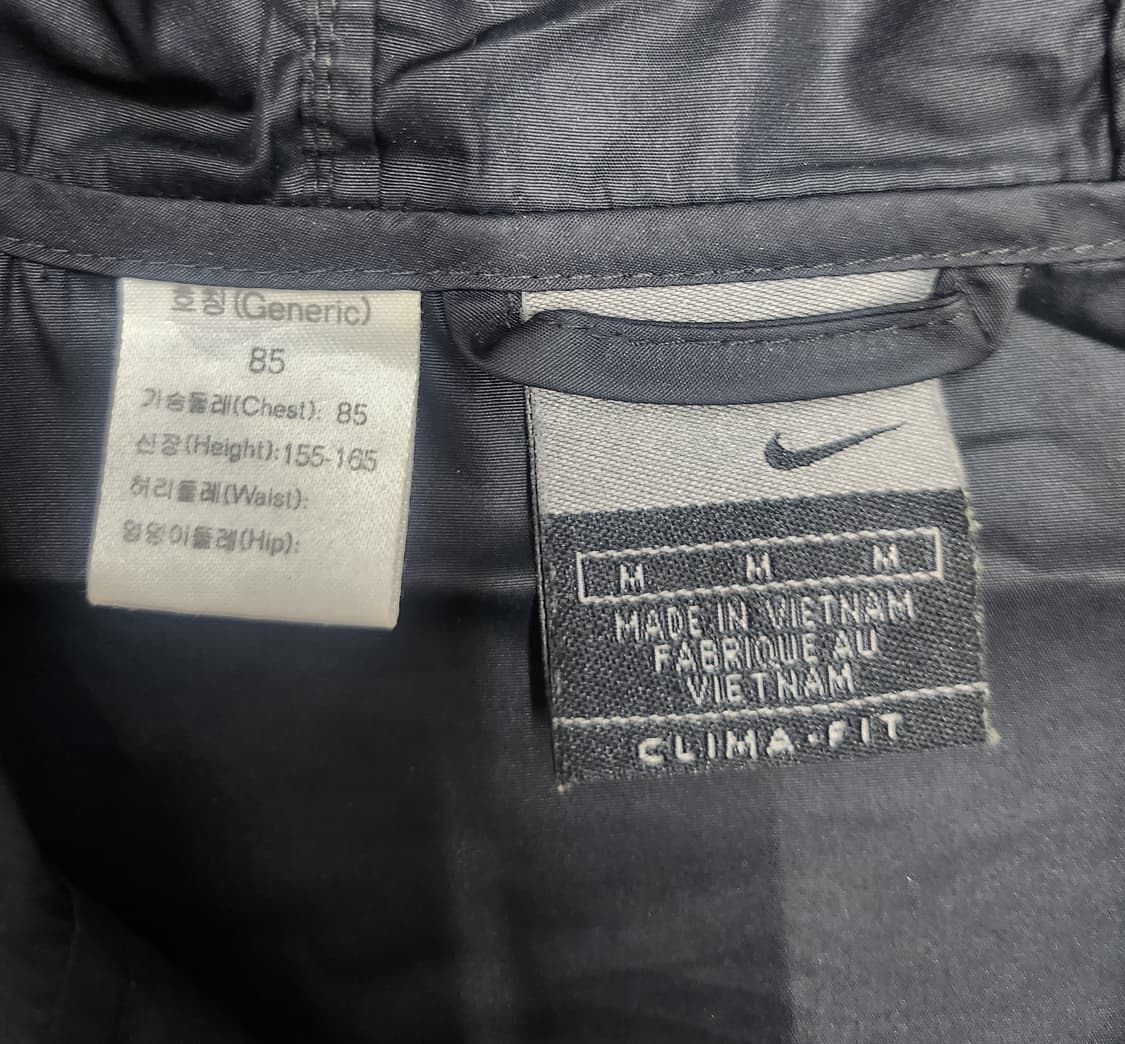 호칭(Generic)
85
가슴둘레(Chest): 85
신장(Height):155-165
허리둘레(Waist):
엉덩이둘레(Hip):
M M M
MADE IN VIETNAM
FABRIQUE AU
VIETNAM
CLIMA·FIT